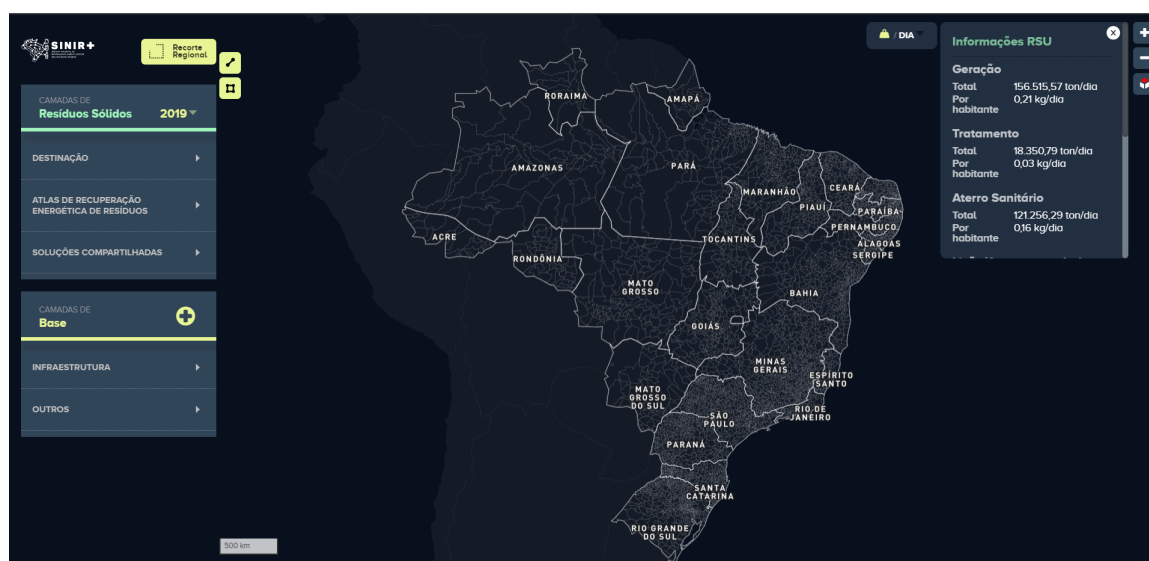 SINIR+
Recorte
Regional
CAMADAS DE
Resíduos Sólidos 2019
DESTINAÇÃO
ATLAS DE RECUPERAÇÃO
ENERGÉTICA DE RESÍDUOS
SOLUÇÕES COMPARTILHADAS
CAMADAS DE
Base
INFRAESTRUTURA
OUTROS
500 km
RORAIMA
AMAPÁ
AMAZONAS
PARÁ
MARANHÃO
CEARÁ
PIAUÍ
PARAÍBA
PERNAMBUCO
ACRE
TOCANTINS
ALAGOAS
SERGIPE
RONDÔNIA
MATO
GROSSO
BAHIA
GOIÁS
MINAS
GERAIS
ESPÍRITO
SANTO
MATO
GROSSO
DO SUL
SÃO
PAULO
RIO DE
JANEIRO
PARANÁ
SANTA
CATARINA
RIO GRANDE
DO SUL
/ DIA
Informações RSU
Geração
Total 156.515,57 ton/dia
Por 0,21 kg/dia
habitante
Tratamento
Total 18.350,79 ton/dia
Por 0,03 kg/dia
habitante
Aterro Sanitário
Total 121.256,29 ton/dia
Por 0,16 kg/dia
habitante